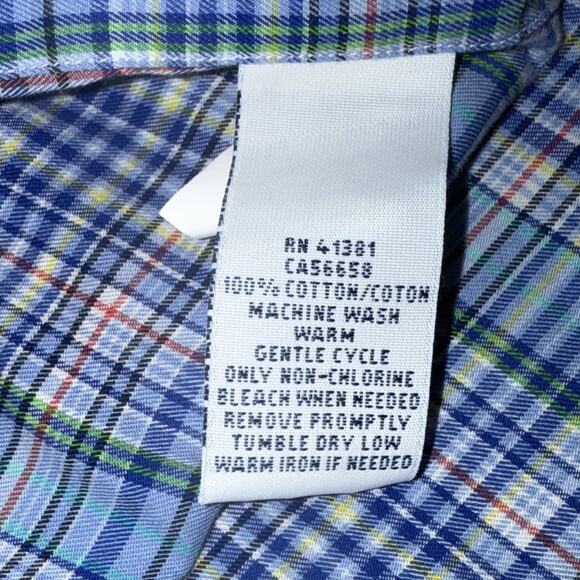 RN 41381
CA56658
100% COTTON/COTON
MACHINE WASH
WARM
GENTLE CYCLE
ONLY NON-CHLORINE
BLEACH WHEN NEEDED
REMOVE PROMPTLY
TUMBLE DRY LOW
WARM IRON IF NEEDED